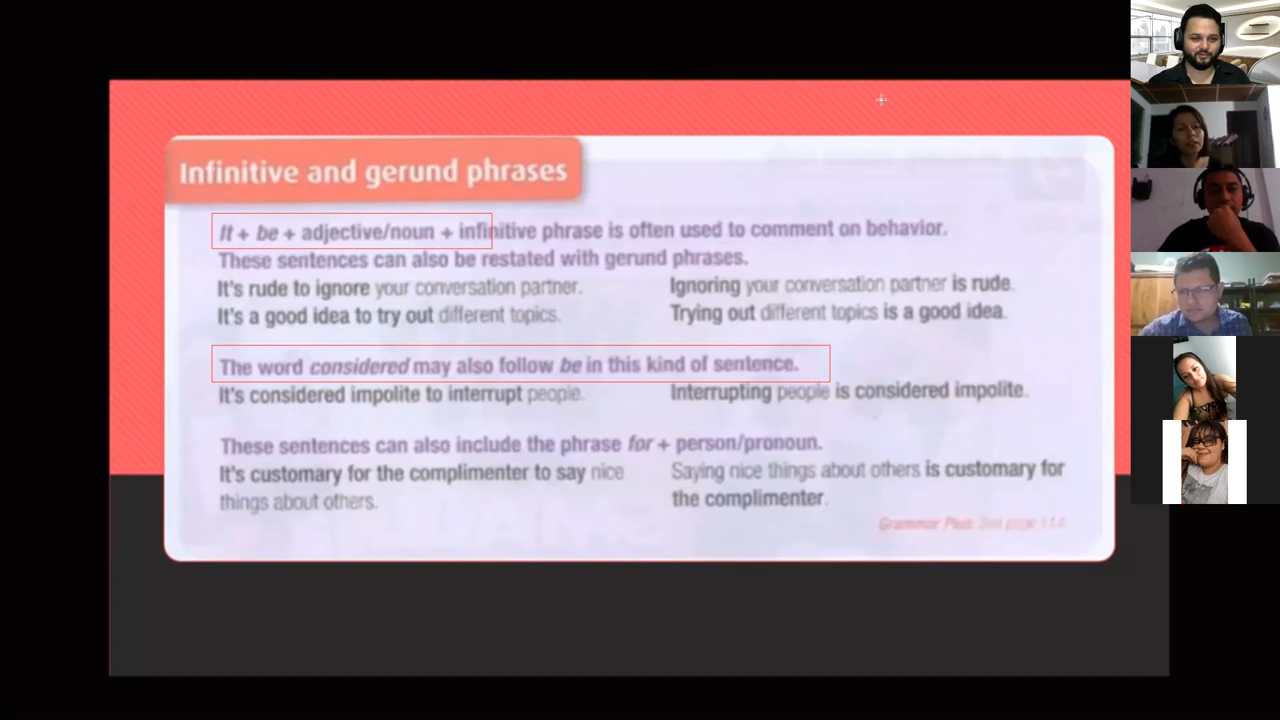 Infinitive and gerund phrases
It + be + adjective/noun + infinitive phrase is often used to comment on behavior.
These sentences can also be restated with gerund phrases.
It's rude to ignore your conversation partner. Ignoring your conversation partner is rude.
It's a good idea to try out different topics. Trying out different topics is a good idea.
The word considered may also follow be in this kind of sentence.
It's considered impolite to interrupt people. Interrupting people is considered impolite.
These sentences can also include the phrase for + person/pronoun.
It's customary for the complimenter to say nice Saying nice things about others is customary for
things about others. the complimenter.
Grammar Plus: See page 114